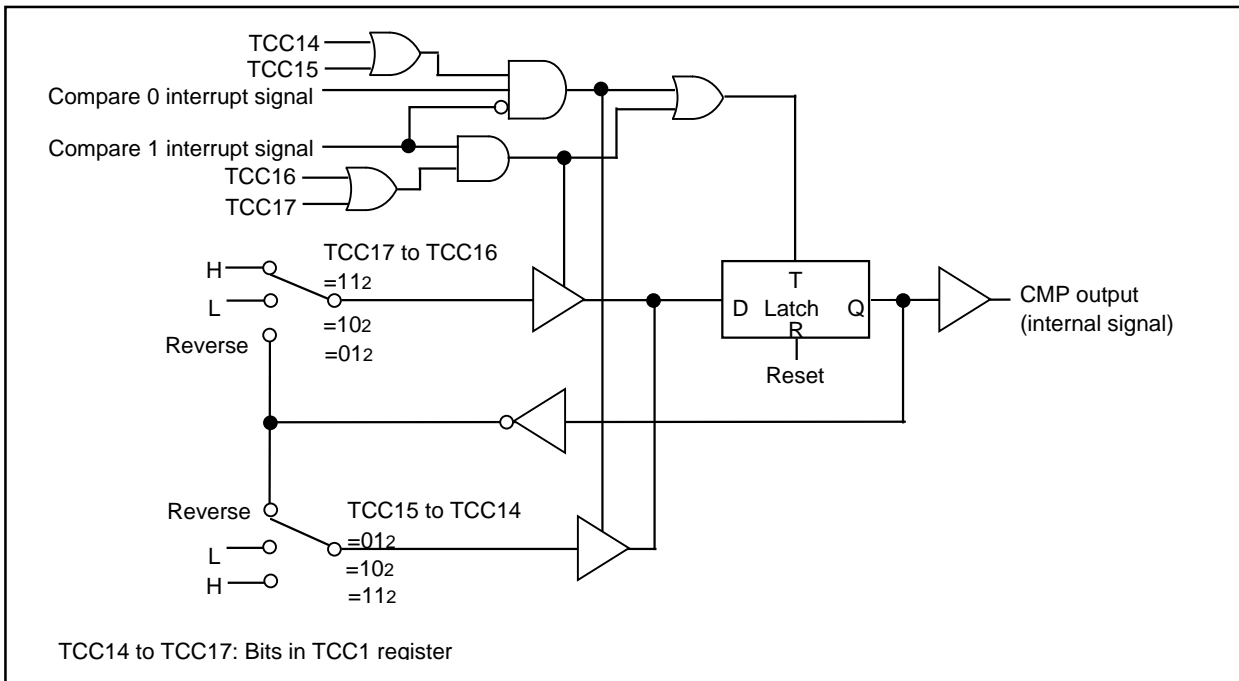 TCC14
TCC15
Compare 0 interrupt signal
Compare 1 interrupt signal
TCC16
TCC17
TCC17 to TCC16
H
=112
L
=102
Reverse
=012
T
D Latch Q
R
Reset
CMP output
(internal signal)
Reverse
TCC15 to TCC14
=012
L
=102
H
=112
TCC14 to TCC17: Bits in TCC1 register